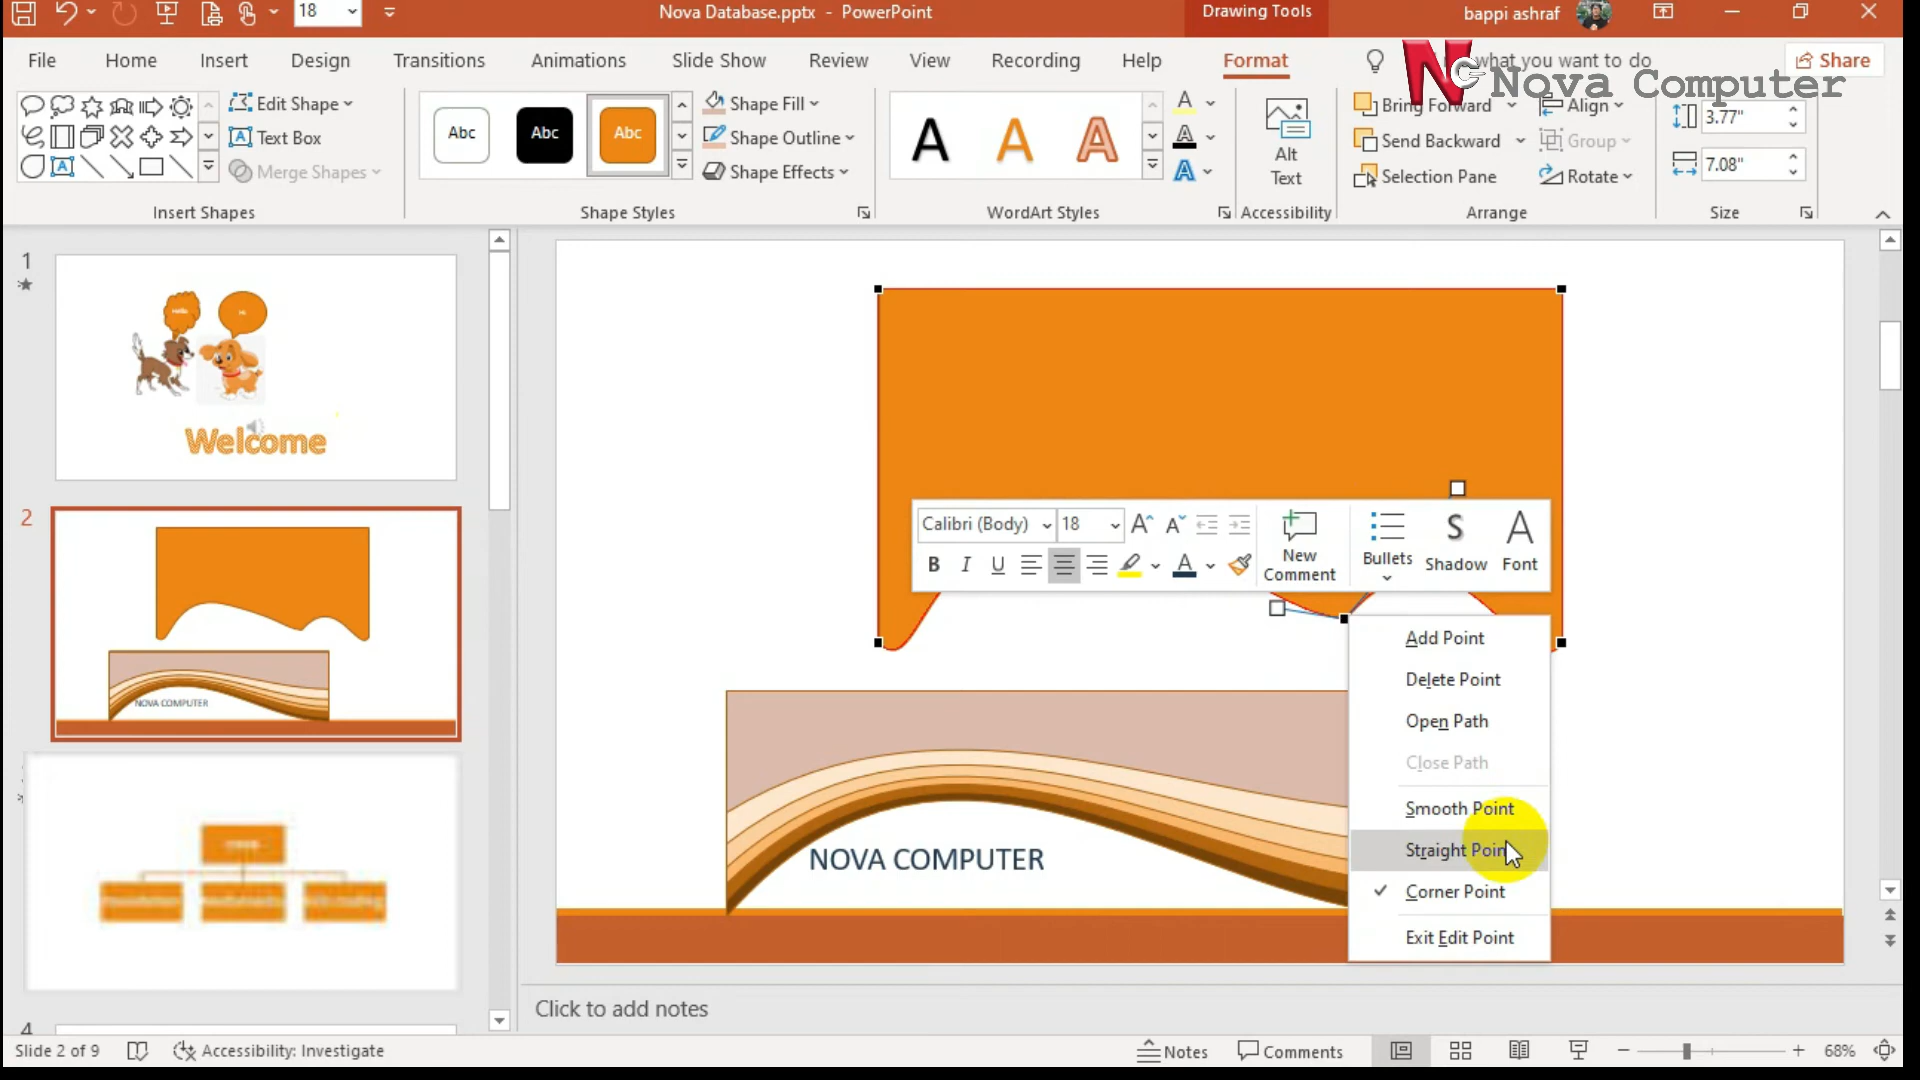 18
Nova Database.pptx - PowerPoint
Drawing Tools
bappi ashraf
File
Home
Insert
Design
Transitions
Animations
Slide Show
Review
View
Recording
Help
Format
what you want to do
Share
Nova Computer
Edit Shape
Text Box
Merge Shapes
Insert Shapes
Abc
Abc
Abc
Shape Fill
Shape Outline
Shape Effects
Shape Styles
A A A
WordArt Styles
Alt
Text
Accessibility
Bring Forward
Send Backward
Selection Pane
Align
Group
Rotate
Arrange
3.77"
7.08"
Size
1
Hello
Hi
Welcome
2
NOVA COMPUTER
4
Calibri (Body)
18
B I U
New
Comment
Bullets
Shadow
Font
Add Point
Delete Point
Open Path
Close Path
Smooth Point
Straight Point
Corner Point
Exit Edit Point
NOVA COMPUTER
Click to add notes
Slide 2 of 9
Accessibility: Investigate
Notes
Comments
68%